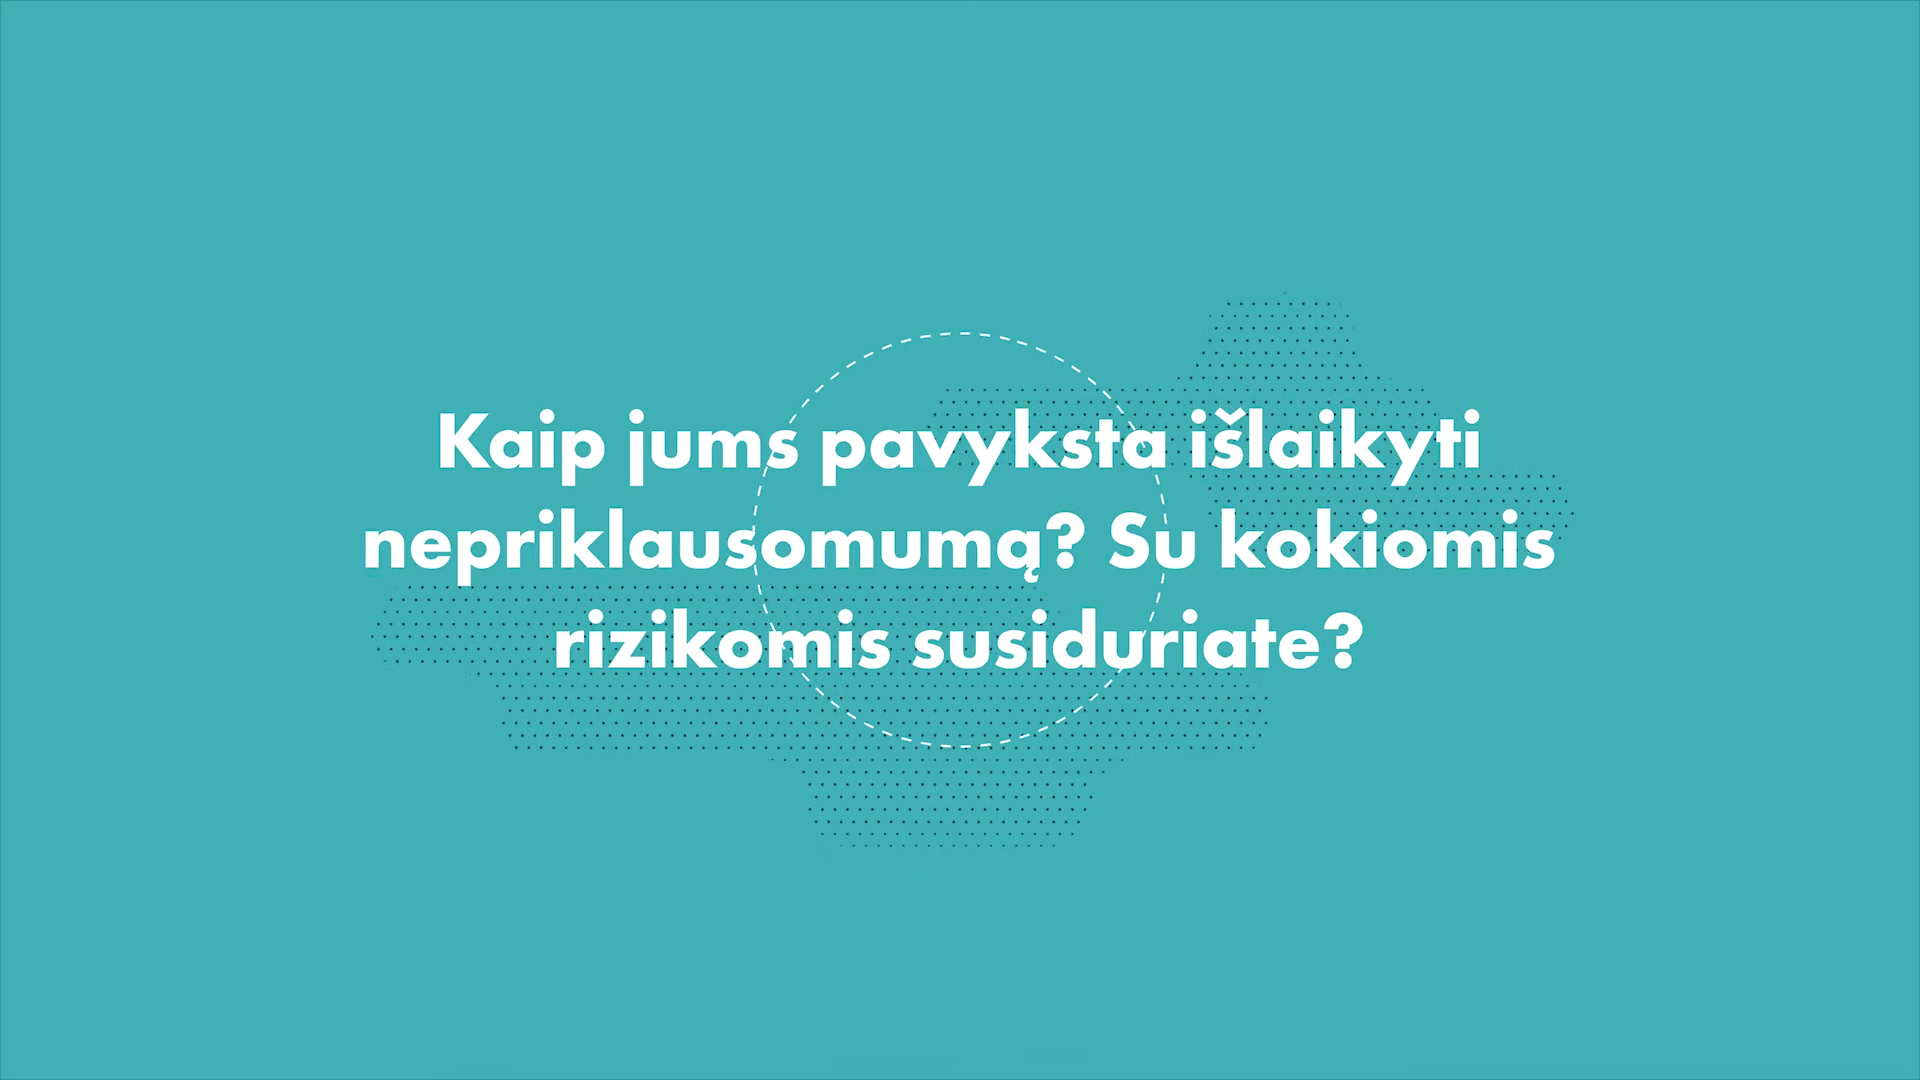 Kaip jums pavyksta išlaikyti
nepriklausomumą? Su kokiomis
rizikomis susiduriate?